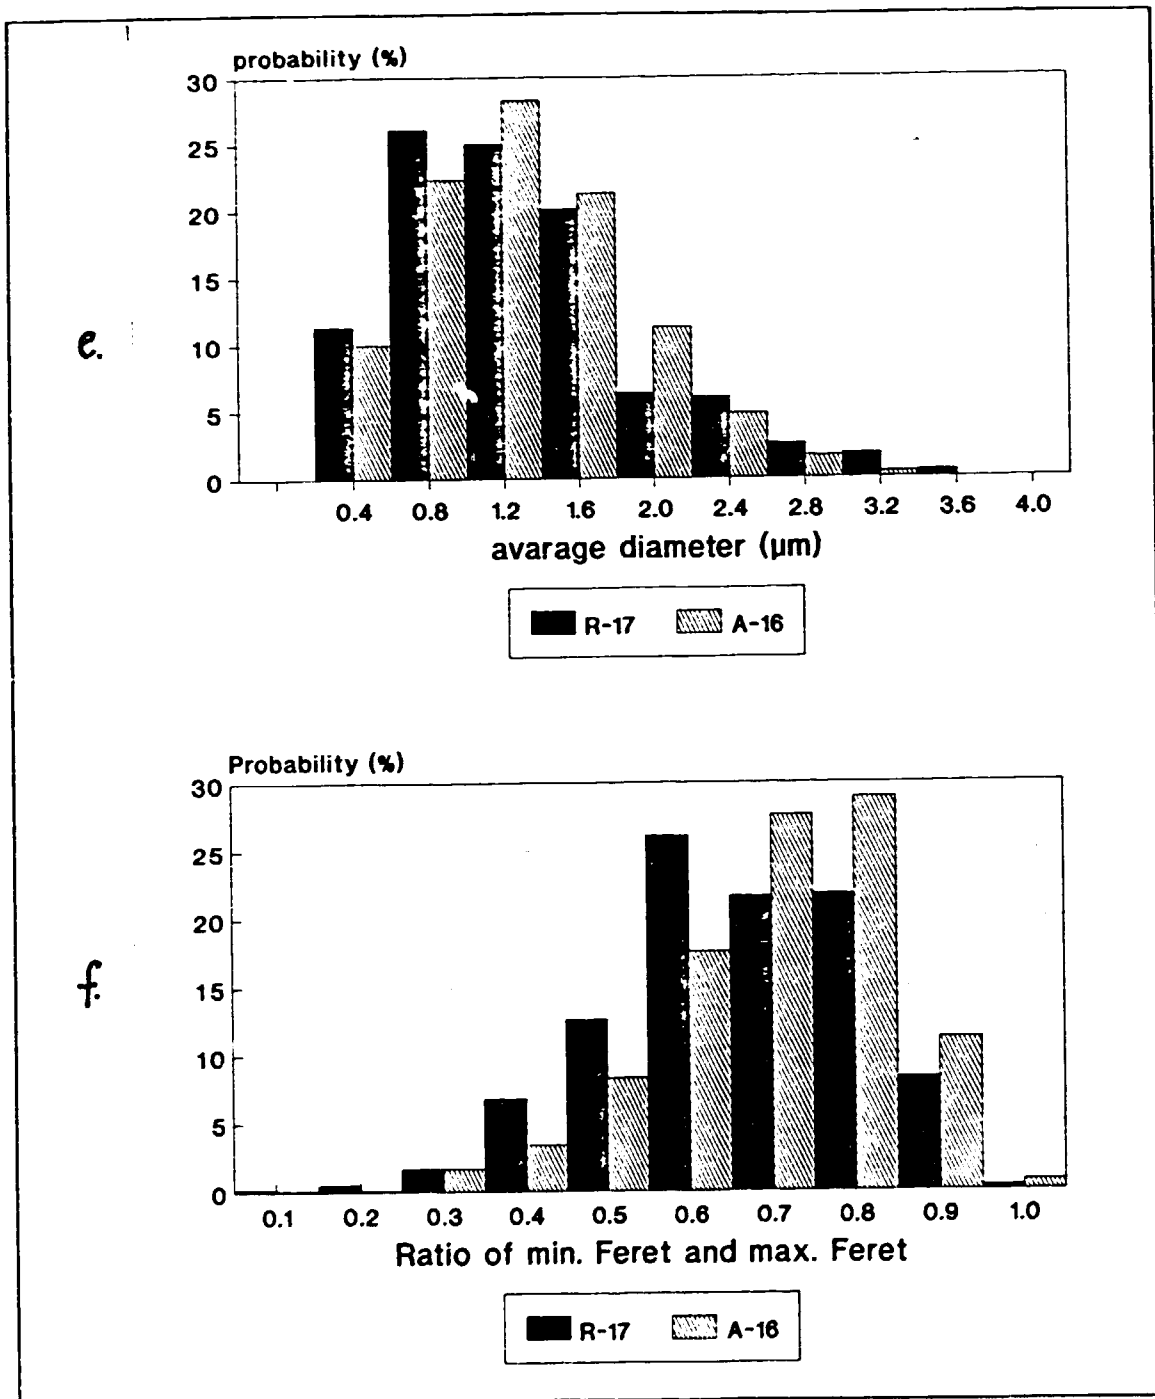 probability (%)
30
25
20
15
10
5
0
e.
0.4 0.8 1.2 1.6 2.0 2.4 2.8 3.2 3.6 4.0
avarage diameter (µm)
R-17 A-16
Probability (%)
30
25
20
15
10
5
0
f.
0.1 0.2 0.3 0.4 0.5 0.6 0.7 0.8 0.9 1.0
Ratio of min. Feret and max. Feret
R-17 A-16